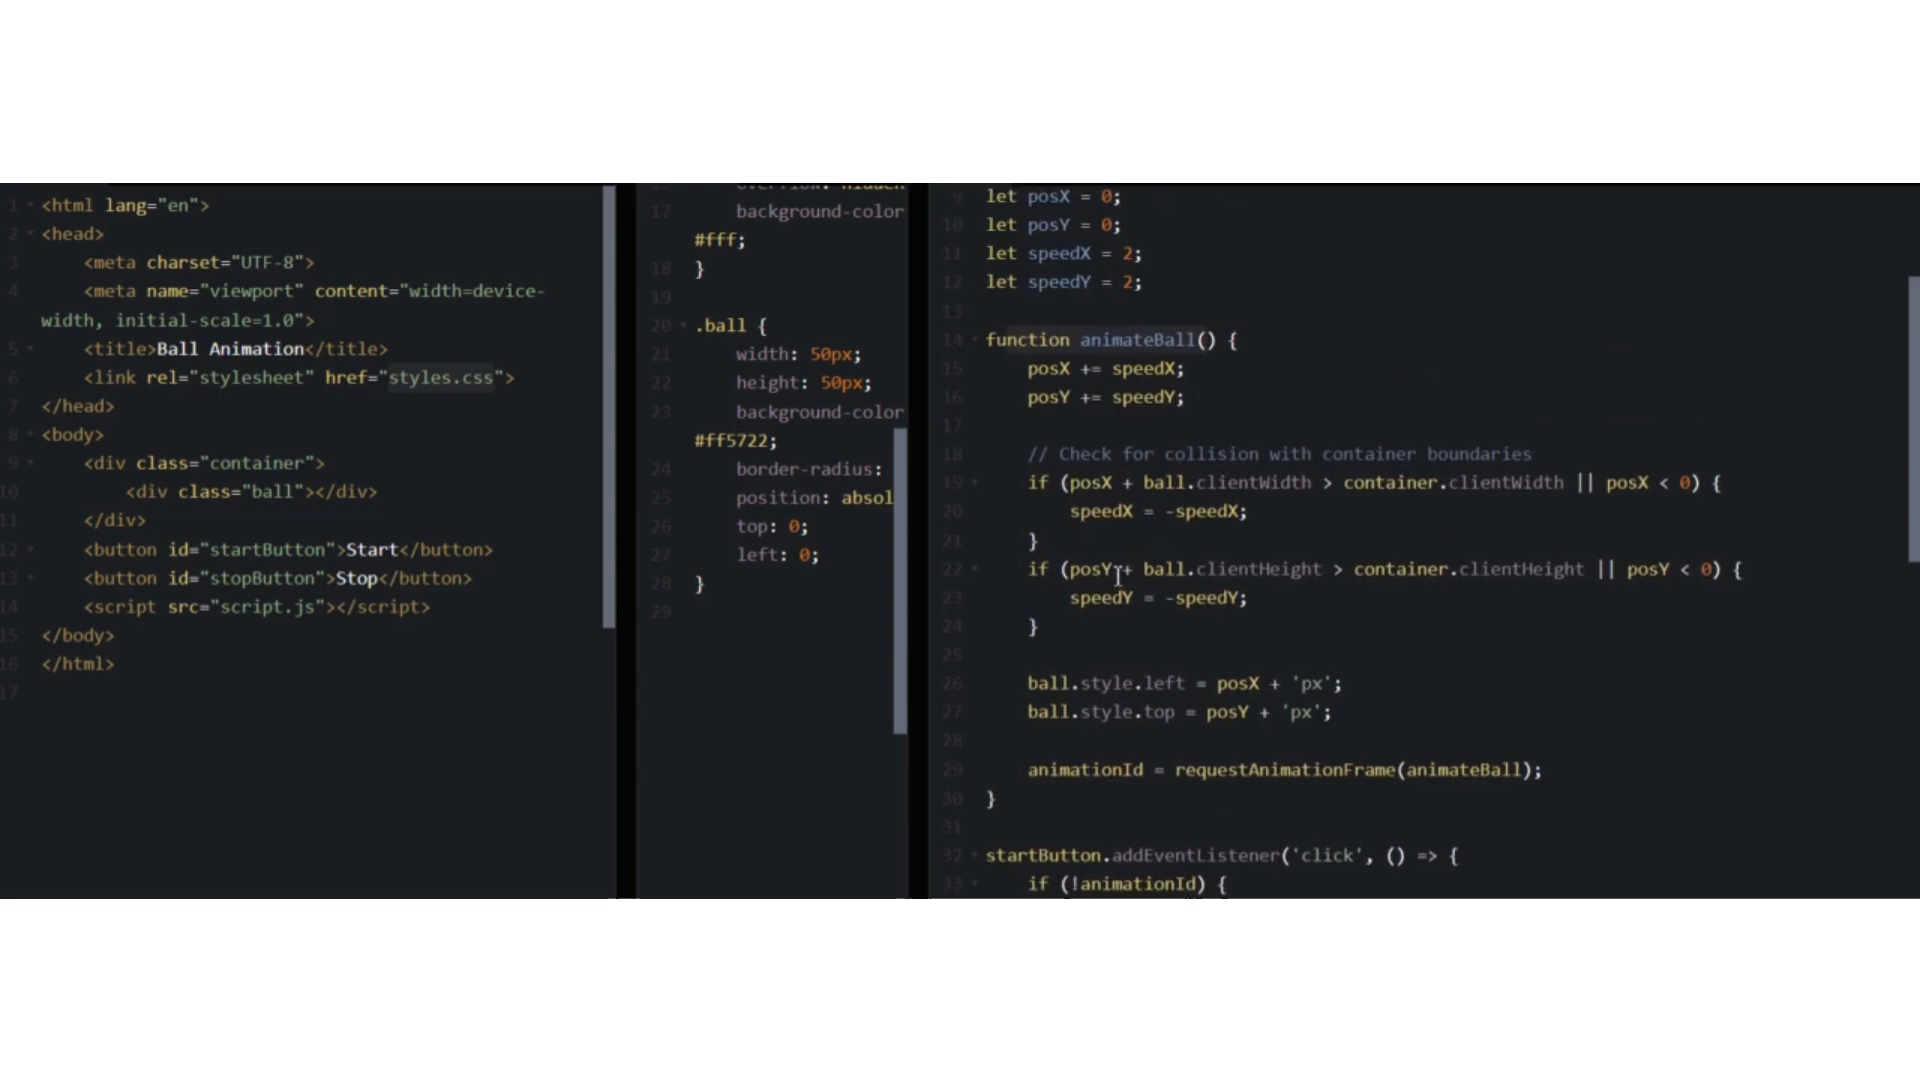 1 <html lang="en">
2 <head>
3 <meta charset="UTF-8">
4 <meta name="viewport" content="width=device-
width, initial-scale=1.0">
5 <title>Ball Animation</title>
6 <link rel="stylesheet" href="styles.css">
7 </head>
8 <body>
9 <div class="container">
10 <div class="ball"></div>
11 </div>
12 <button id="startButton">Start</button>
13 <button id="stopButton">Stop</button>
14 <script src="script.js"></script>
15 </body>
16 </html>
17
overflow: hidden
17 background-color
#fff;
18 }
19
20 .ball {
21 width: 50px;
22 height: 50px;
23 background-color
#ff5722;
24 border-radius:
25 position: absol
26 top: 0;
27 left: 0;
28 }
29
9 let posX = 0;
10 let posY = 0;
11 let speedX = 2;
12 let speedY = 2;
13
14 function animateBall() {
15 posX += speedX;
16 posY += speedY;
17
18 // Check for collision with container boundaries
19 if (posX + ball.clientWidth > container.clientWidth || posX < 0) {
20 speedX = -speedX;
21 }
22 if (posY + ball.clientHeight > container.clientHeight || posY < 0) {
23 speedY = -speedY;
24 }
25
26 ball.style.left = posX + 'px';
27 ball.style.top = posY + 'px';
28
29 animationId = requestAnimationFrame(animateBall);
30 }
31
32 startButton.addEventListener('click', () => {
33 if (!animationId) {